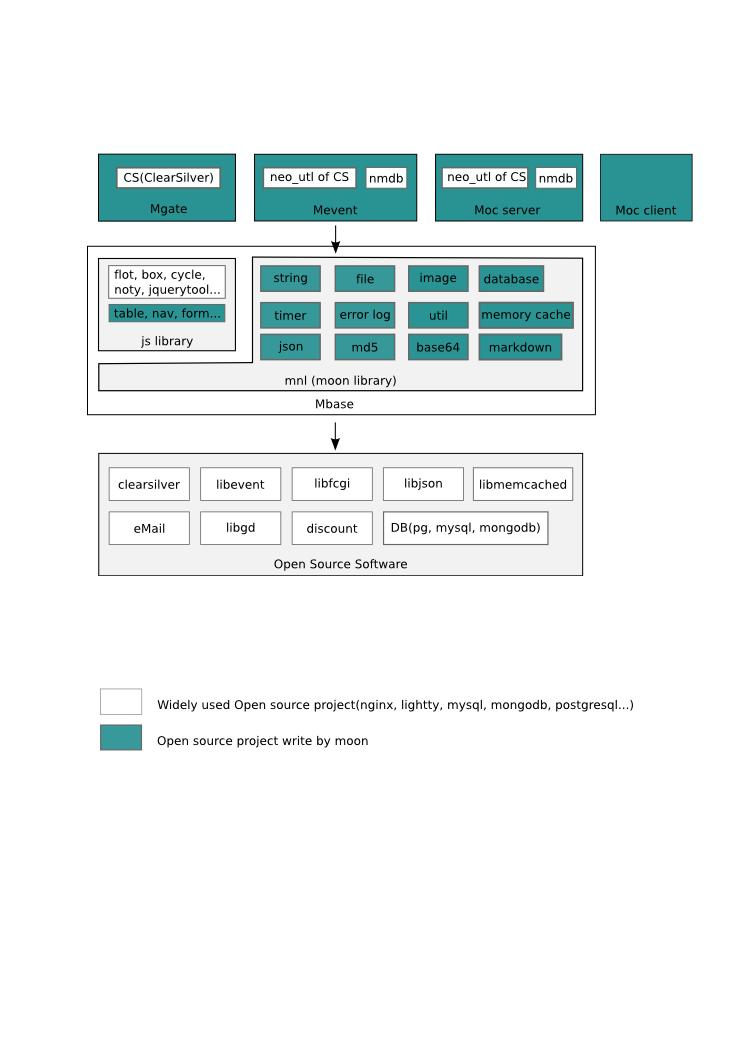 CS(ClearSilver)
Mgate
neo_utl of CS
nmdb
Mevent
neo_utl of CS
nmdb
Moc server
Moc client
flot, box, cycle,
noty, jquerytool...
table, nav, form...
js library
string
file
image
database
timer
error log
util
memory cache
json
md5
base64
markdown
mnl (moon library)
Mbase
clearsilver
libevent
libfcgi
libjson
libmemcached
eMail
libgd
discount
DB(pg, mysql, mongodb)
Open Source Software
Widely used Open source project(nginx, lightty, mysql, mongodb, postgresql...)
Open source project write by moon